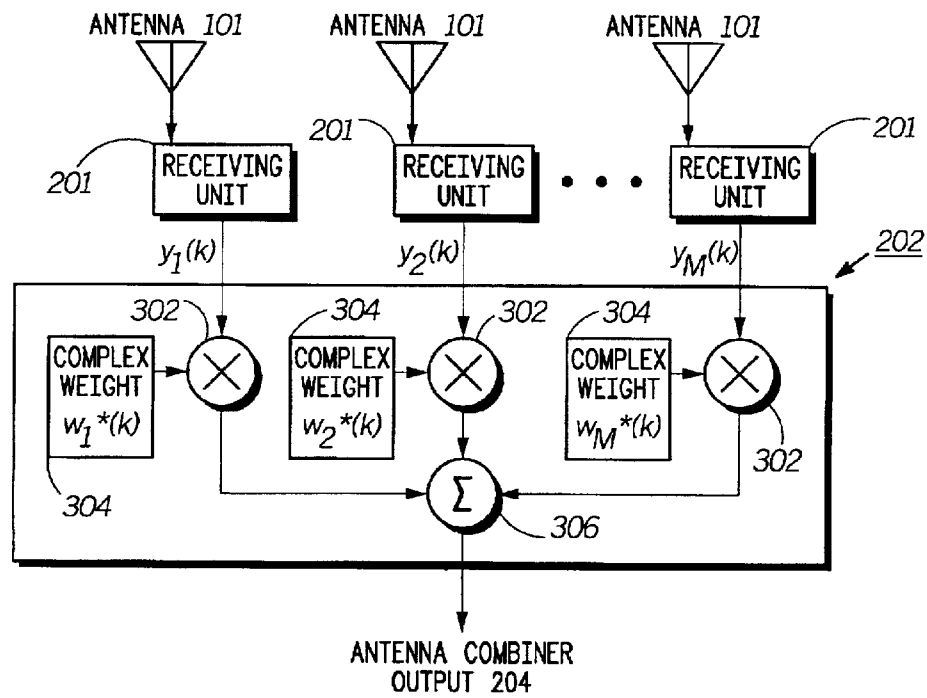 ANTENNA 101
ANTENNA 101
ANTENNA 101
201
RECEIVING
UNIT
201
RECEIVING
UNIT
• • •
201
RECEIVING
UNIT
y1(k)
y2(k)
yM(k)
202
302
COMPLEX
WEIGHT
w1*(k)
304
304
COMPLEX
WEIGHT
w2*(k)
302
304
COMPLEX
WEIGHT
wM*(k)
302
Σ
306
ANTENNA COMBINER
OUTPUT 204